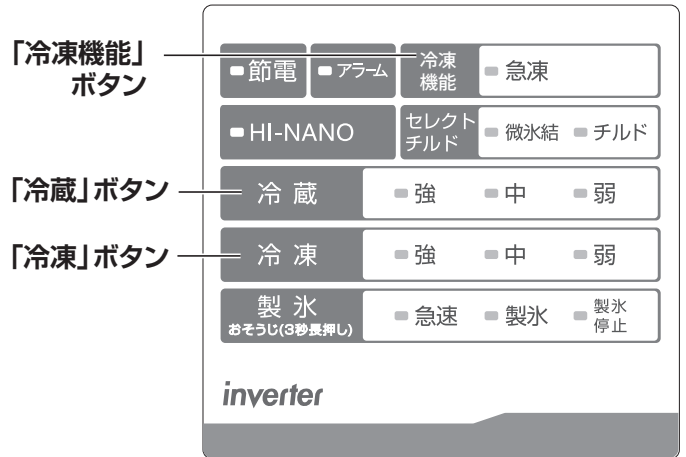 「冷凍機能」
ボタン
節電
アラーム
冷凍
機能
急凍
HI-NANO
セレクト
チルド
微氷結
チルド
「冷蔵」ボタン
冷蔵
強
中
弱
「冷凍」ボタン
冷凍
強
中
弱
製氷
おそうじ(3秒長押し)
急速
製氷
製氷
停止
inverter